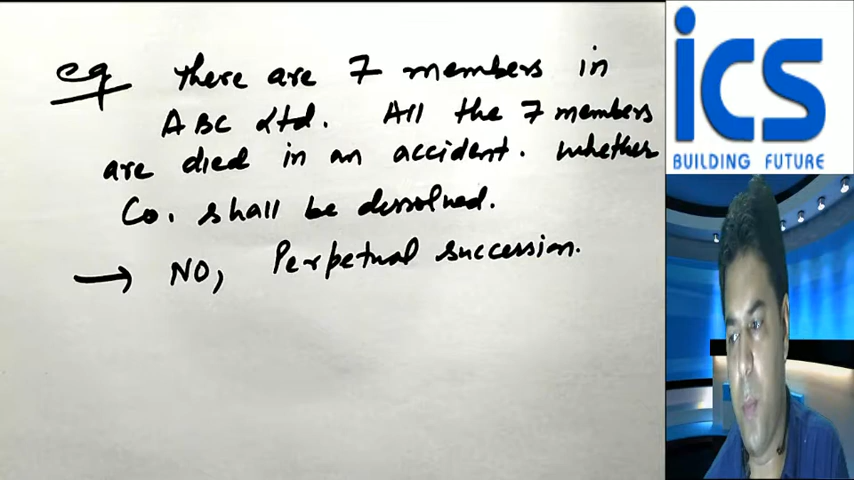 eg There are 7 members in
ABC Ltd. All the 7 members
are died in an accident. Whether
Co. shall be dissolved.
→ NO, Perpetual succession.
iCS
BUILDING FUTURE